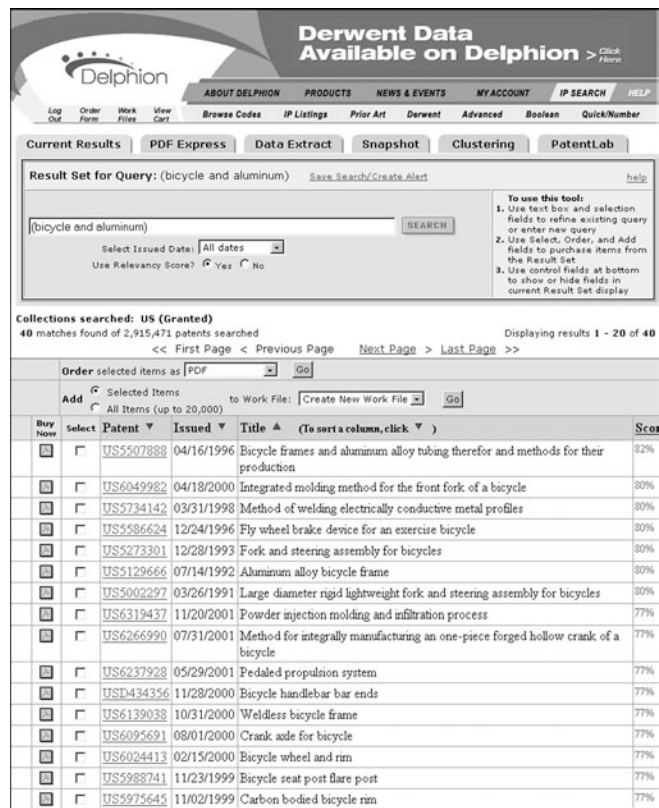 Derwent Data
Available on Delphion > Click Here
Delphion
ABOUT DELPHION PRODUCTS NEWS & EVENTS MY ACCOUNT IP SEARCH HELP
Log Out Order Form Work Files View Cart Browse Codes IP Listings Prior Art Derwent Advanced Boolean Quick/Number
Current Results PDF Express Data Extract Snapshot Clustering PatentLab
Result Set for Query: (bicycle and aluminum) Save Search/Create Alert help
(bicycle and aluminum) SEARCH
Select Issued Date: All dates
Use Relevancy Score? Yes No
To use this tool:
1. Use text box and selection
fields to refine existing query
or enter new query
2. Use Select, Order, and Add
fields to purchase items from
the Result Set
3. Use control fields at bottom
to show or hide fields in
current Result Set display
Collections searched: US (Granted)
40 matches found of 2,915,471 patents searched Displaying results 1 - 20 of 40
<< First Page < Previous Page Next Page > Last Page >>
Order selected items as PDF Go
Add Selected Items to Work File: Create New Work File Go
All Items (up to 20,000)
Buy Now Select Patent ▼ Issued ▼ Title ▲ (To sort a column, click ▼ ) Scor
US5507888 04/16/1996 Bicycle frames and aluminum alloy tubing therefor and methods for their 82%
production
US6049982 04/18/2000 Integrated molding method for the front fork of a bicycle 80%
US5734142 03/31/1998 Method of welding electrically conductive metal profiles 80%
US5586624 12/24/1996 Fly wheel brake device for an exercise bicycle 80%
US5273301 12/28/1993 Fork and steering assembly for bicycles 80%
US5129666 07/14/1992 Aluminum alloy bicycle frame 80%
US5002297 03/26/1991 Large diameter rigid lightweight fork and steering assembly for bicycles 80%
US6319437 11/20/2001 Powder injection molding and infiltration process 77%
US6266990 07/31/2001 Method for integrally manufacturing an one-piece forged hollow crank of a 77%
bicycle
US6237928 05/29/2001 Pedaled propulsion system 77%
USD434356 11/28/2000 Bicycle handlebar bar ends 77%
US6139038 10/31/2000 Weldless bicycle frame 77%
US6095691 08/01/2000 Crank axle for bicycle 77%
US6024413 02/15/2000 Bicycle wheel and rim 77%
US5988741 11/23/1999 Bicycle seat post flare post 77%
US5975645 11/02/1999 Carbon bodied bicycle rim 77%